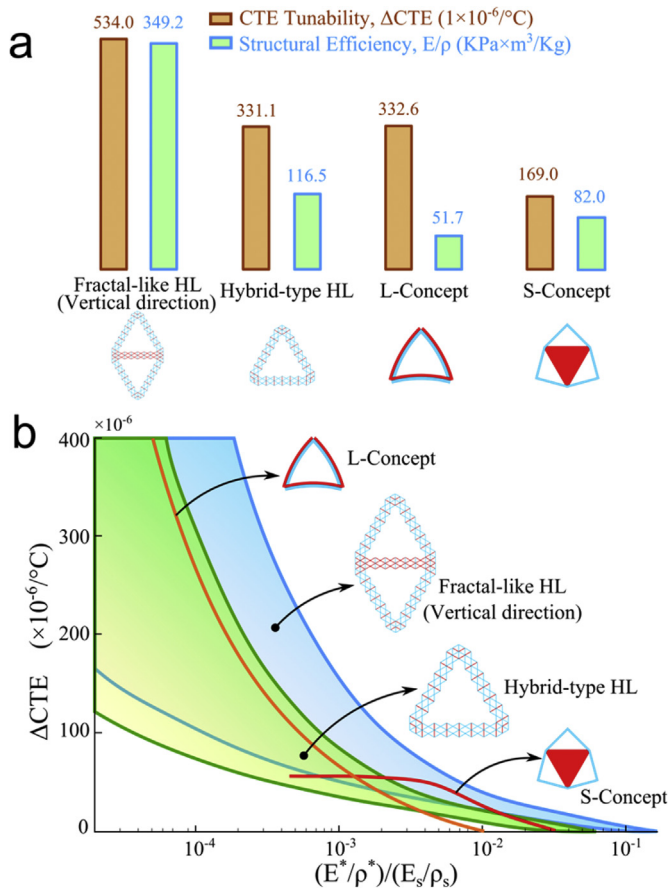 a
CTE Tunability, ΔCTE (1×10⁻⁶/°C)
Structural Efficiency, E/ρ (KPa×m³/Kg)
534.0 349.2
331.1
116.5
332.6
51.7
169.0
82.0
Fractal-like HL
(Vertical direction)
Hybrid-type HL
L-Concept
S-Concept
b
ΔCTE (×10⁻⁶/°C)
400
300
200
100
0
×10⁻⁶
L-Concept
Fractal-like HL
(Vertical direction)
Hybrid-type HL
S-Concept
10⁻⁴ 10⁻³ 10⁻² 10⁻¹
(E*/ρ*)/(Eₛ/ρₛ)